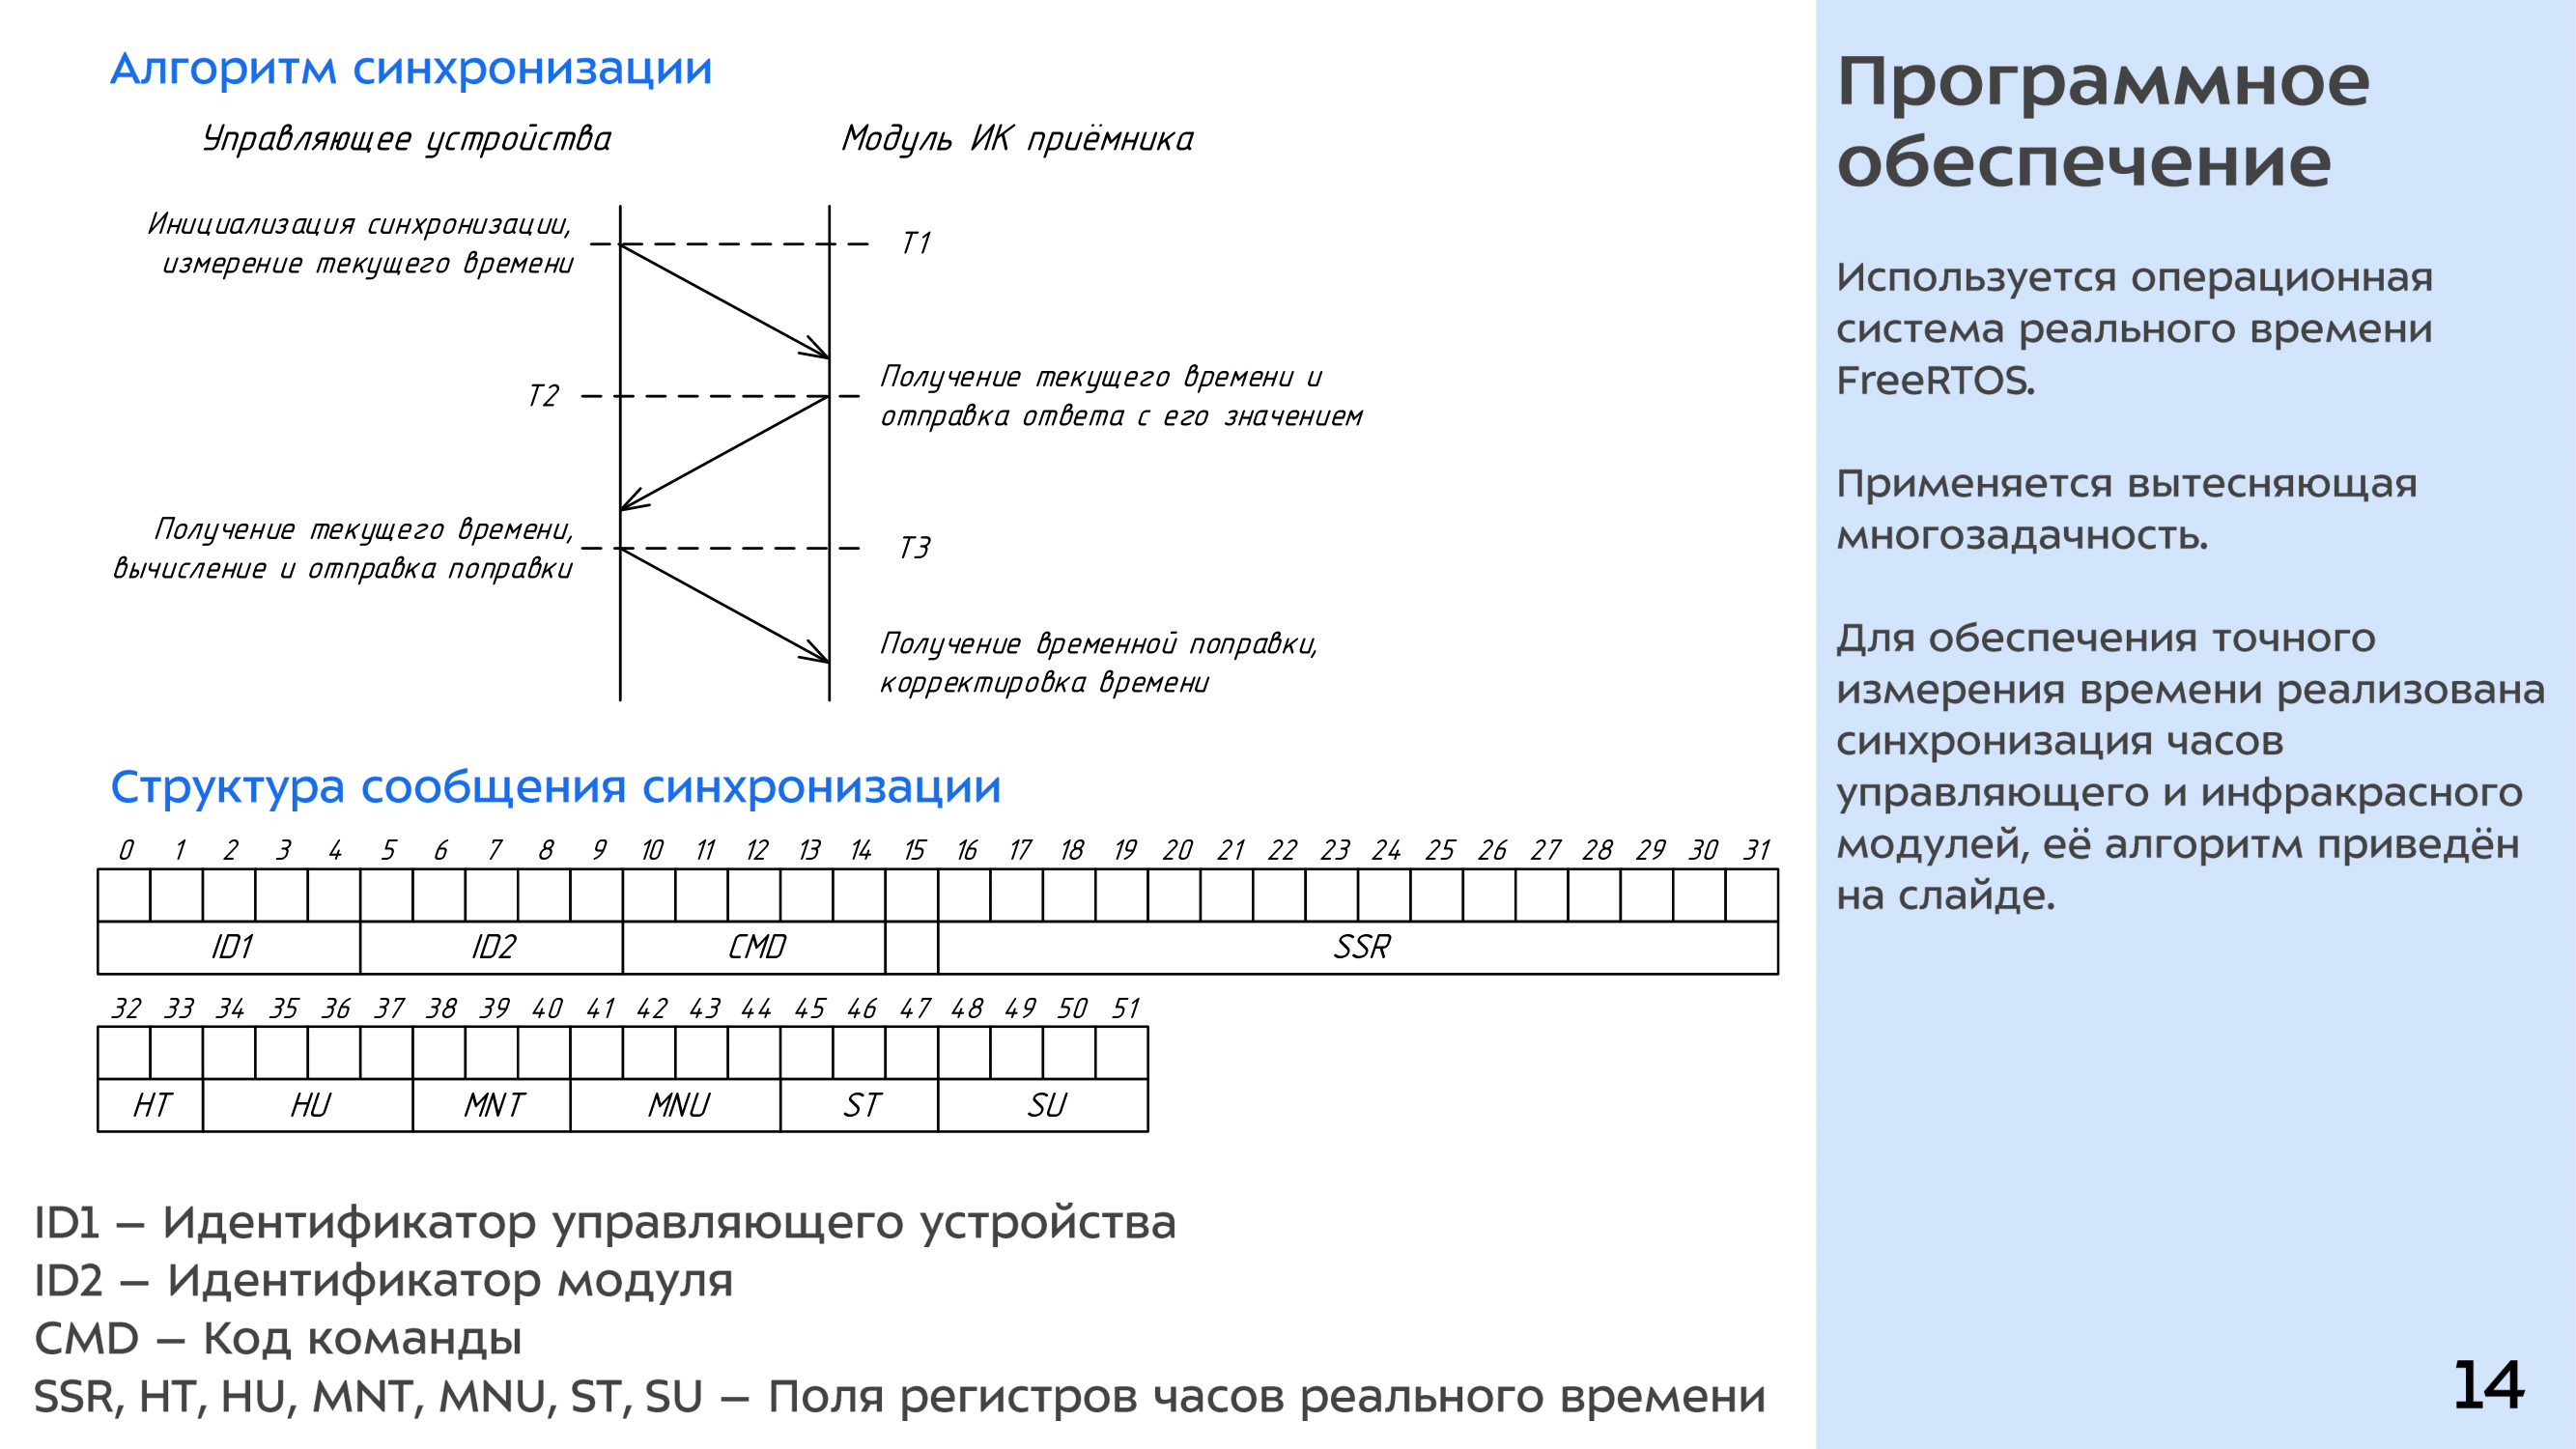 Алгоритм синхронизации
Управляющее устройства
Модуль ИК приёмника
Инициализация синхронизации,
измерение текущего времени
T1
T2
Получение текущего времени и
отправка ответа с его значением
Получение текущего времени,
вычисление и отправка поправки
T3
Получение временной поправки,
корректировка времени
Структура сообщения синхронизации
0 1 2 3 4 5 6 7 8 9 10 11 12 13 14 15 16 17 18 19 20 21 22 23 24 25 26 27 28 29 30 31
ID1 ID2 CMD SSR
32 33 34 35 36 37 38 39 40 41 42 43 44 45 46 47 48 49 50 51
HT HU MNT MNU ST SU
ID1 – Идентификатор управляющего устройства
ID2 – Идентификатор модуля
CMD – Код команды
SSR, HT, HU, MNT, MNU, ST, SU – Поля регистров часов реального времени
Программное
обеспечение
Используется операционная
система реального времени
FreeRTOS.
Применяется вытесняющая
многозадачность.
Для обеспечения точного
измерения времени реализована
синхронизация часов
управляющего и инфракрасного
модулей, её алгоритм приведён
на слайде.
14